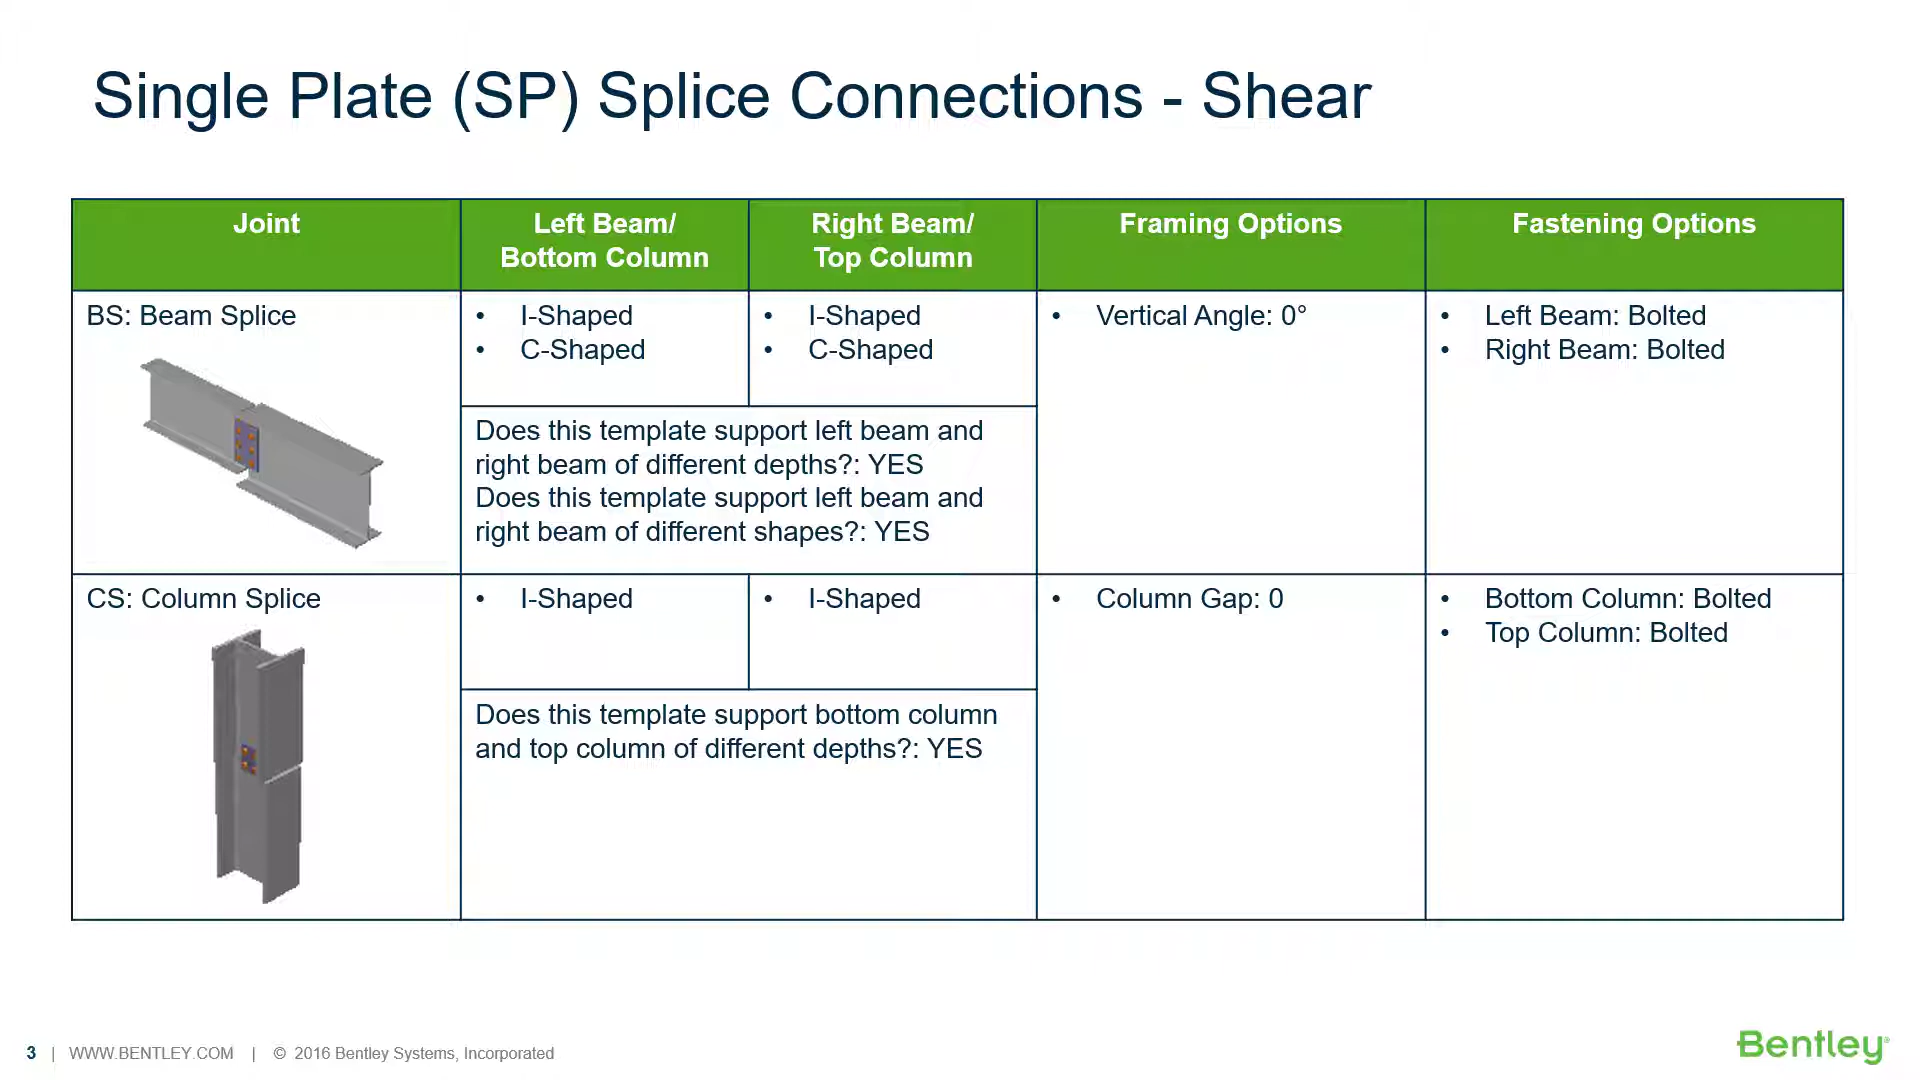 Single Plate (SP) Splice Connections - Shear
Joint
Left Beam/
Bottom Column
Right Beam/
Top Column
Framing Options
Fastening Options
BS: Beam Splice
• I-Shaped
• C-Shaped
• I-Shaped
• C-Shaped
• Vertical Angle: 0°
• Left Beam: Bolted
• Right Beam: Bolted
Does this template support left beam and
right beam of different depths?: YES
Does this template support left beam and
right beam of different shapes?: YES
CS: Column Splice
• I-Shaped
• I-Shaped
• Column Gap: 0
• Bottom Column: Bolted
• Top Column: Bolted
Does this template support bottom column
and top column of different depths?: YES
3 | WWW.BENTLEY.COM | © 2016 Bentley Systems, Incorporated
Bentley®